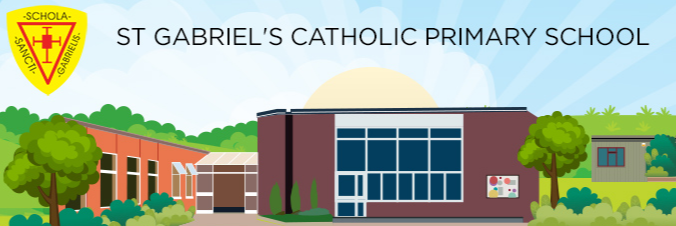 ST GABRIEL'S CATHOLIC PRIMARY SCHOOL
·SCHOLA·
·SANCTI·
·GABRIELIS·